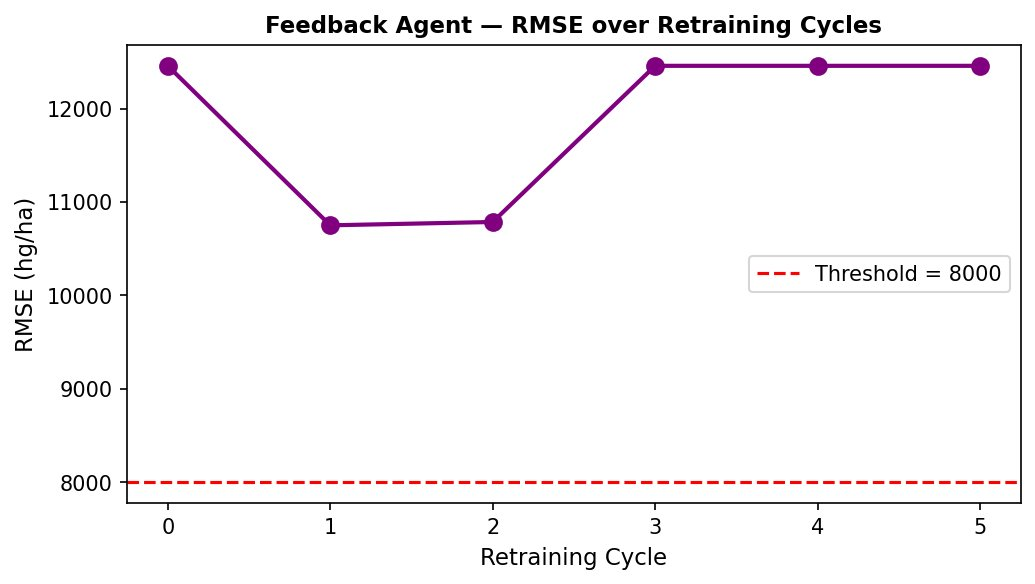 Feedback Agent — RMSE over Retraining Cycles
RMSE (hg/ha)
12000
11000
10000
9000
8000
Threshold = 8000
0 1 2 3 4 5
Retraining Cycle